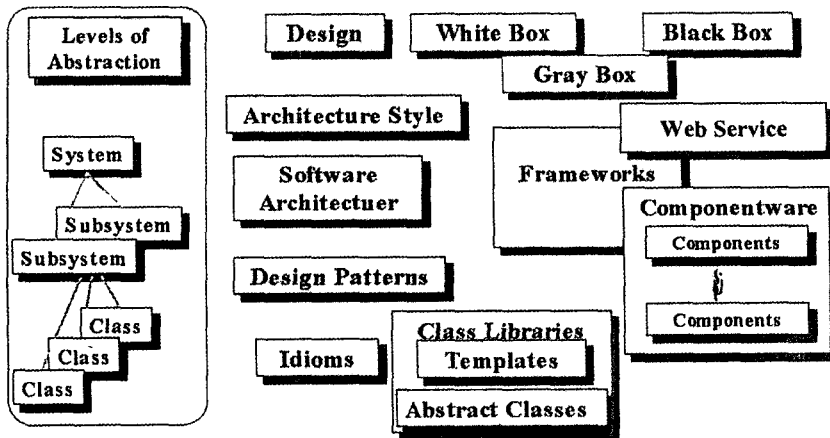 Levels of
Abstraction
System
Subsystem
Subsystem
Class
Class
Class
Design
White Box
Black Box
Gray Box
Architecture Style
Web Service
Software
Architectuer
Frameworks
Componentware
Components
Components
Design Patterns
Class Libraries
Templates
Idioms
Abstract Classes